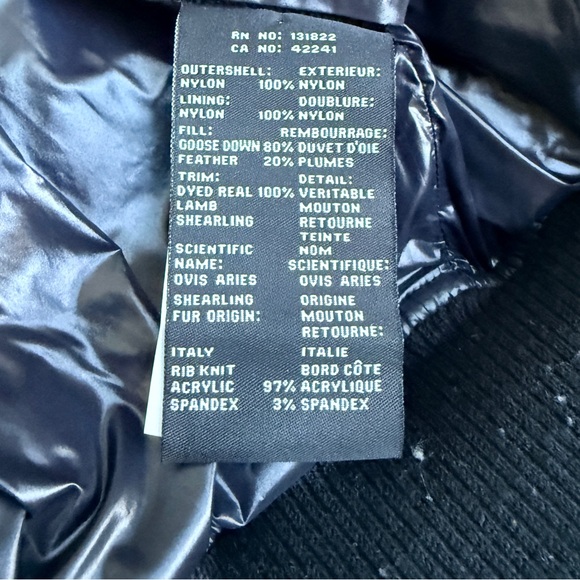 RN NO: 131822
CA NO: 42241
OUTERSHELL: EXTERIEUR:
NYLON 100% NYLON
LINING: DOUBLURE:
NYLON 100% NYLON
FILL: REMBOURRAGE:
GOOSE DOWN 80% DUVET D'OIE
FEATHER 20% PLUMES
TRIM: DETAIL:
DYED REAL 100% VERITABLE
LAMB MOUTON
SHEARLING RETOURNE
TEINTE
SCIENTIFIC NOM
NAME: SCIENTIFIQUE:
OVIS ARIES OVIS ARIES
SHEARLING ORIGINE
FUR ORIGIN: MOUTON
RETOURNE:
ITALY ITALIE
RIB KNIT BORD CÔTE
ACRYLIC 97% ACRYLIQUE
SPANDEX 3% SPANDEX